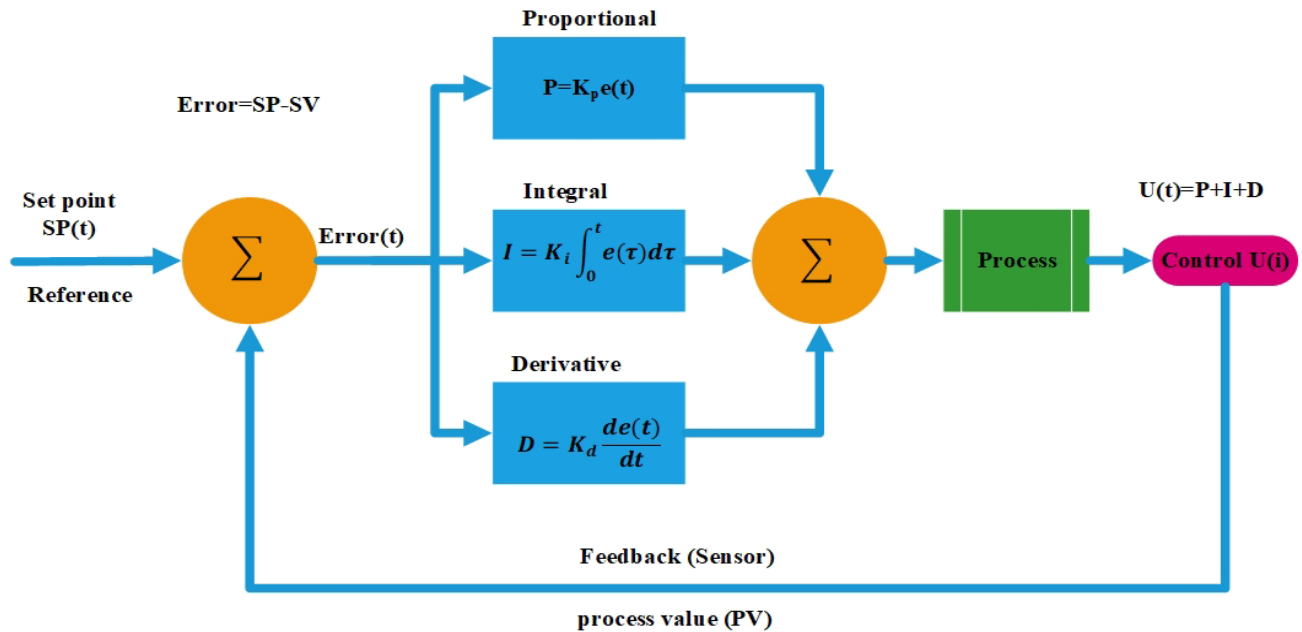 Proportional
P=Kₚe(t)
Error=SP-SV
Set point
SP(t)
Reference
∑
Error(t)
Integral
I = Kᵢ ∫₀ᵗ e(τ)dτ
Derivative
D = K_d de(t)/dt
∑
Process
U(t)=P+I+D
Control U(i)
Feedback (Sensor)
process value (PV)